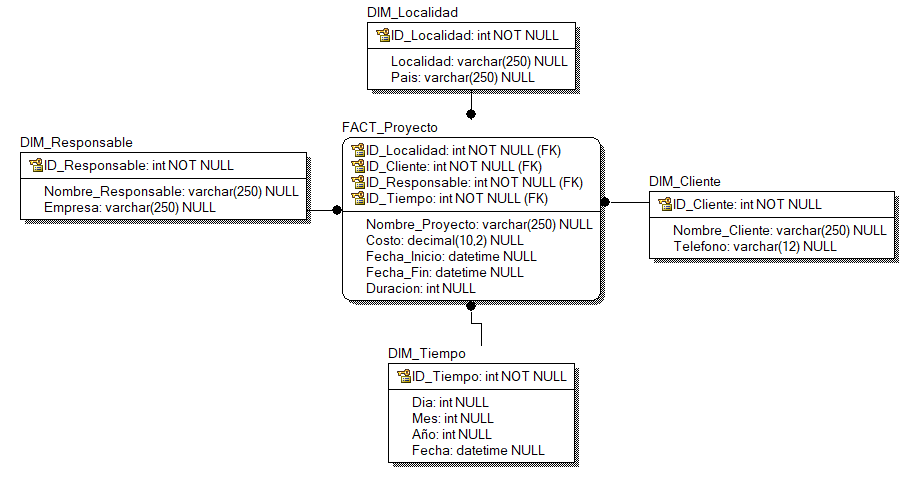 DIM_Localidad
ID_Localidad: int NOT NULL
Localidad: varchar(250) NULL
Pais: varchar(250) NULL
FACT_Proyecto
ID_Localidad: int NOT NULL (FK)
ID_Cliente: int NOT NULL (FK)
ID_Responsable: int NOT NULL (FK)
ID_Tiempo: int NOT NULL (FK)
Nombre_Proyecto: varchar(250) NULL
Costo: decimal(10,2) NULL
Fecha_Inicio: datetime NULL
Fecha_Fin: datetime NULL
Duracion: int NULL
DIM_Responsable
ID_Responsable: int NOT NULL
Nombre_Responsable: varchar(250) NULL
Empresa: varchar(250) NULL
DIM_Cliente
ID_Cliente: int NOT NULL
Nombre_Cliente: varchar(250) NULL
Telefono: varchar(12) NULL
DIM_Tiempo
ID_Tiempo: int NOT NULL
Dia: int NULL
Mes: int NULL
Año: int NULL
Fecha: datetime NULL